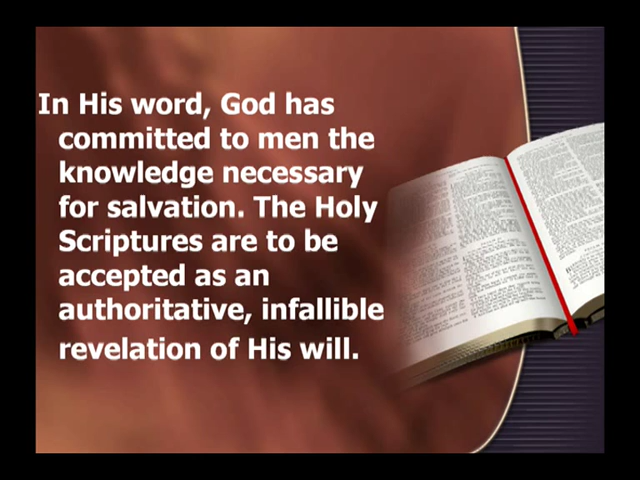 In His word, God has
committed to men the
knowledge necessary
for salvation. The Holy
Scriptures are to be
accepted as an
authoritative, infallible
revelation of His will.